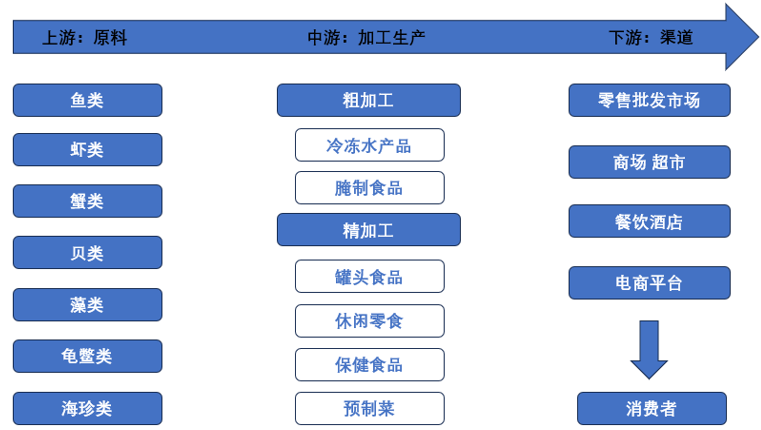 上游：原料
中游：加工生产
下游：渠道
鱼类
虾类
蟹类
贝类
藻类
龟鳖类
海珍类
粗加工
冷冻水产品
腌制食品
精加工
罐头食品
休闲零食
保健食品
预制菜
零售批发市场
商场 超市
餐饮酒店
电商平台
消费者